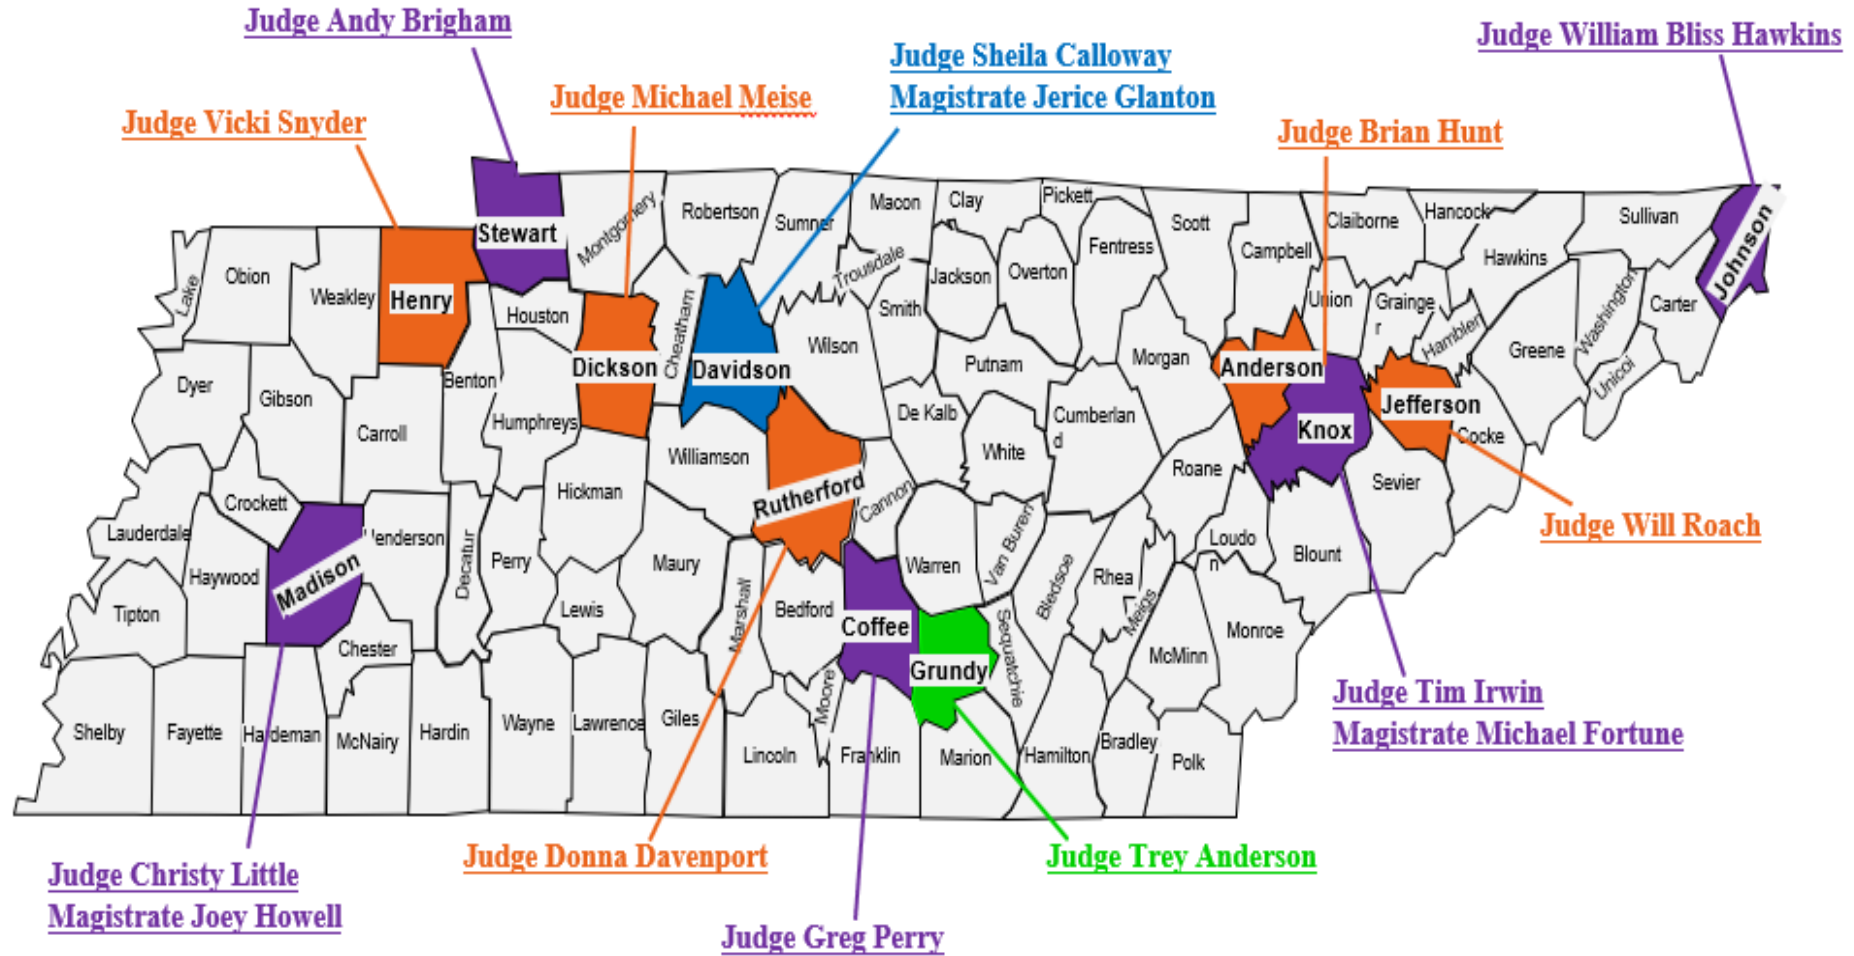 Judge Andy Brigham
Judge William Bliss Hawkins
Judge Sheila Calloway
Magistrate Jerice Glanton
Judge Michael Meise
Judge Vicki Snyder
Judge Brian Hunt
Lake
Obion
Weakley
Henry
Stewart
Montgomery
Robertson
Sumner
Macon
Clay
Pickett
Scott
Campbell
Claiborne
Hancock
Hawkins
Sullivan
Johnson
Trousdale
Jackson
Overton
Fentress
Union
Grainge
r
Hamblen
Washington
Carter
Unicoi
Greene
Houston
Dickson
Cheatham
Davidson
Wilson
Smith
Putnam
Morgan
Anderson
Knox
Jefferson
Cocke
Dyer
Gibson
Carroll
Benton
Humphreys
Williamson
Rutherford
Cannon
De Kalb
White
Cumberlan
d
Roane
Sevier
Judge Will Roach
Lauderdale
Crockett
Haywood
Madison
Henderson
Decatur
Perry
Hickman
Lewis
Maury
Marshall
Bedford
Coffee
Warren
Van Buren
Bledsoe
Rhea
Meigs
Loudo
n
Blount
Monroe
McMinn
Tipton
Chester
Moore
Grundy
Sequatchie
Shelby
Fayette
Hardeman
McNairy
Hardin
Wayne
Lawrence
Giles
Lincoln
Franklin
Marion
Hamilton
Bradley
Polk
Judge Tim Irwin
Magistrate Michael Fortune
Judge Christy Little
Magistrate Joey Howell
Judge Donna Davenport
Judge Greg Perry
Judge Trey Anderson